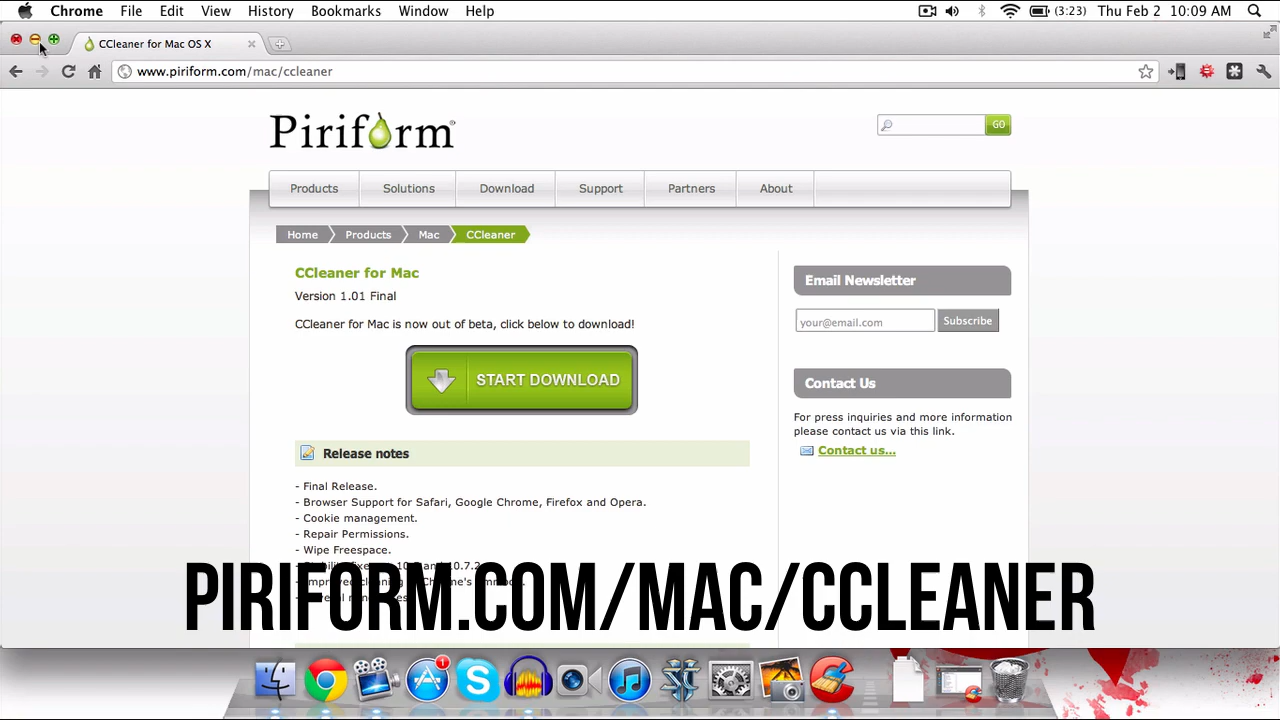 Chrome File Edit View History Bookmarks Window Help (3:23) Thu Feb 2 10:09 AM
CCleaner for Mac OS X
www.piriform.com/mac/ccleaner
Piriform®
GO
Products Solutions Download Support Partners About
Home Products Mac CCleaner
CCleaner for Mac
Version 1.01 Final
CCleaner for Mac is now out of beta, click below to download!
START DOWNLOAD
Release notes
- Final Release.
- Browser Support for Safari, Google Chrome, Firefox and Opera.
- Cookie management.
- Repair Permissions.
- Wipe Freespace.
Email Newsletter
your@email.com Subscribe
Contact Us
For press inquiries and more information
please contact us via this link.
Contact us...
PIRIFORM.COM/MAC/CCLEANER
1